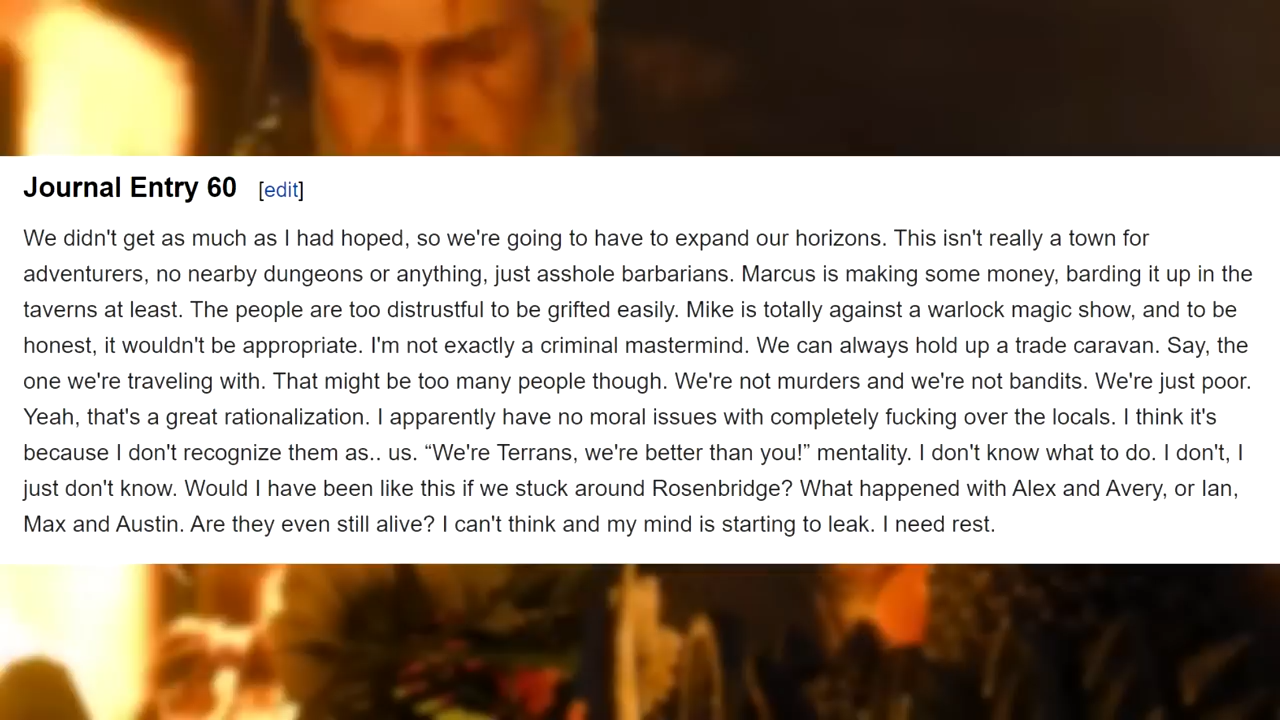 Journal Entry 60 [edit]
We didn't get as much as I had hoped, so we're going to have to expand our horizons. This isn't really a town for
adventurers, no nearby dungeons or anything, just asshole barbarians. Marcus is making some money, barding it up in the
taverns at least. The people are too distrustful to be grifted easily. Mike is totally against a warlock magic show, and to be
honest, it wouldn't be appropriate. I'm not exactly a criminal mastermind. We can always hold up a trade caravan. Say, the
one we're traveling with. That might be too many people though. We're not murders and we're not bandits. We're just poor.
Yeah, that's a great rationalization. I apparently have no moral issues with completely fucking over the locals. I think it's
because I don't recognize them as.. us. “We're Terrans, we're better than you!” mentality. I don't know what to do. I don't, I
just don't know. Would I have been like this if we stuck around Rosenbridge? What happened with Alex and Avery, or Ian,
Max and Austin. Are they even still alive? I can't think and my mind is starting to leak. I need rest.